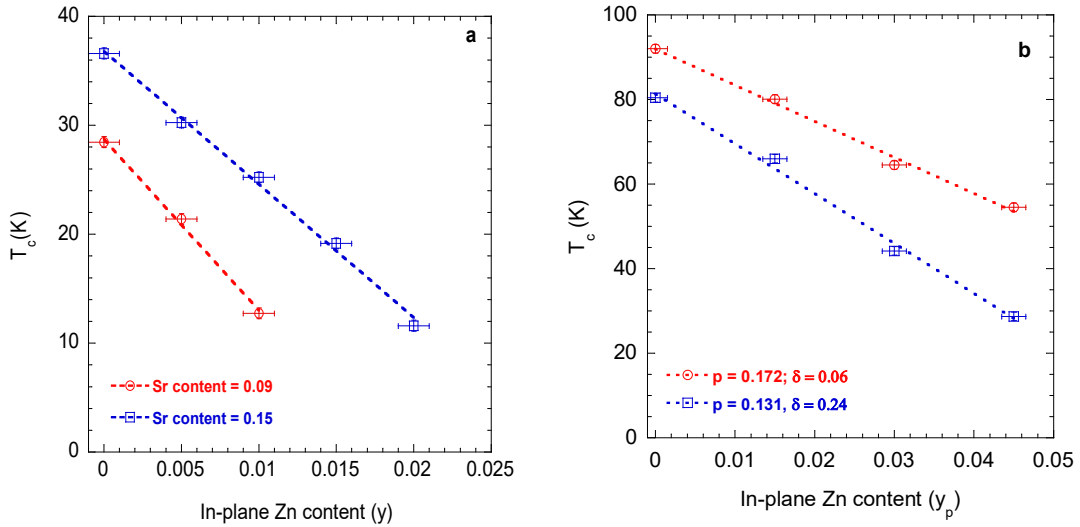 a
T_c(K)
40
30
20
10
0
Sr content = 0.09
Sr content = 0.15
0 0.005 0.01 0.015 0.02 0.025
In-plane Zn content (y)
b
T_c (K)
100
80
60
40
20
0
p = 0.172; δ = 0.06
p = 0.131, δ = 0.24
0 0.01 0.02 0.03 0.04 0.05
In-plane Zn content (y_p)